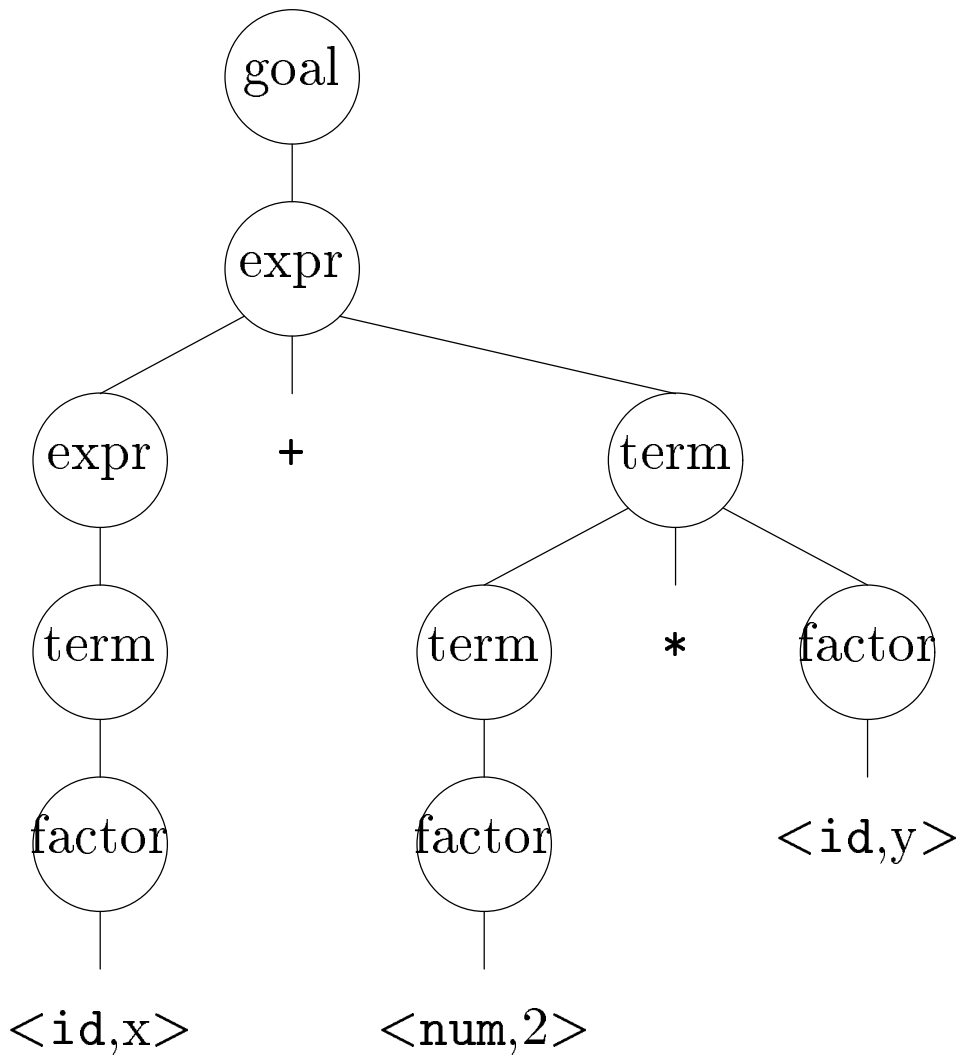 goal
expr
expr + term
term term * factor
factor factor <id,y>
<id,x> <num,2>